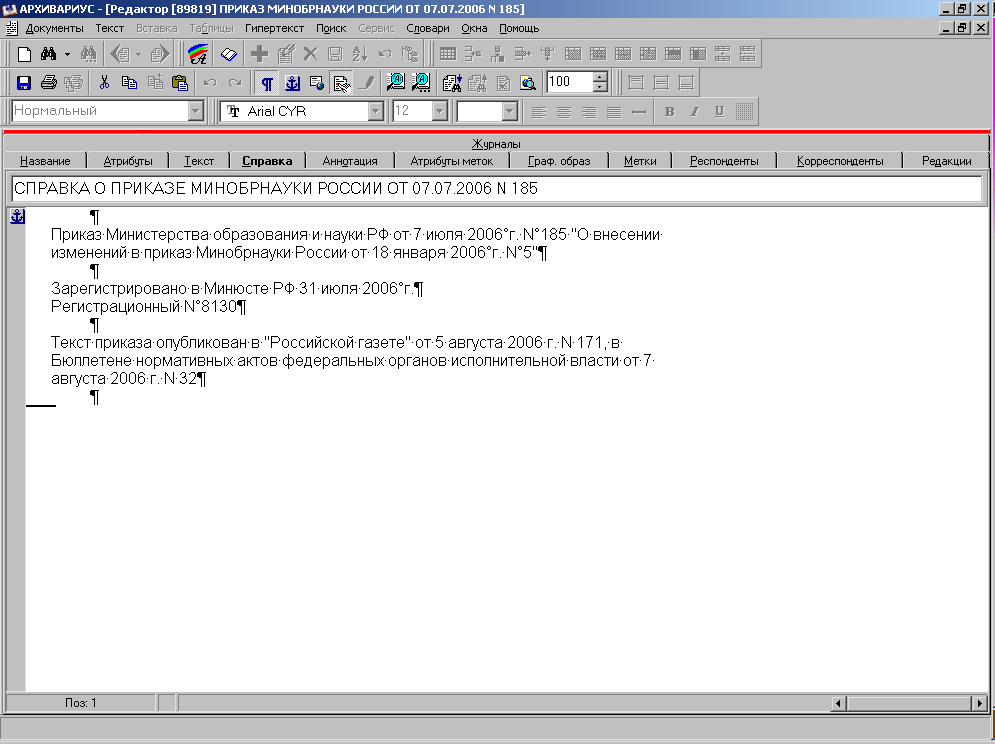 АРХИВАРИУС - [Редактор [89819] ПРИКАЗ МИНОБРНАУКИ РОССИИ ОТ 07.07.2006 N 185]
Документы Текст Вставка Таблицы Гипертекст Поиск Сервис Словари Окна Помощь
100
Нормальный Arial CYR 12 B I U
Журналы
Название Атрибуты Текст Справка Аннотация Атрибуты меток Граф. образ Метки Респонденты Корреспонденты Редакции
СПРАВКА О ПРИКАЗЕ МИНОБРНАУКИ РОССИИ ОТ 07.07.2006 N 185
¶
Приказ·Министерства·образования·и·науки·РФ·от·7·июля·2006°г.·N°185·"О·внесении·
изменений·в·приказ·Минобрнауки·России·от·18·января·2006°г.·N°5"¶
¶
Зарегистрировано·в·Минюсте·РФ·31·июля·2006°г.¶
Регистрационный·N°8130¶
¶
Текст·приказа·опубликован·в·"Российской·газете"·от·5·августа·2006·г.·N·171,·в·
Бюллетене·нормативных·актов·федеральных·органов·исполнительной·власти·от·7·
августа·2006·г.·N·32¶
¶
Поз: 1